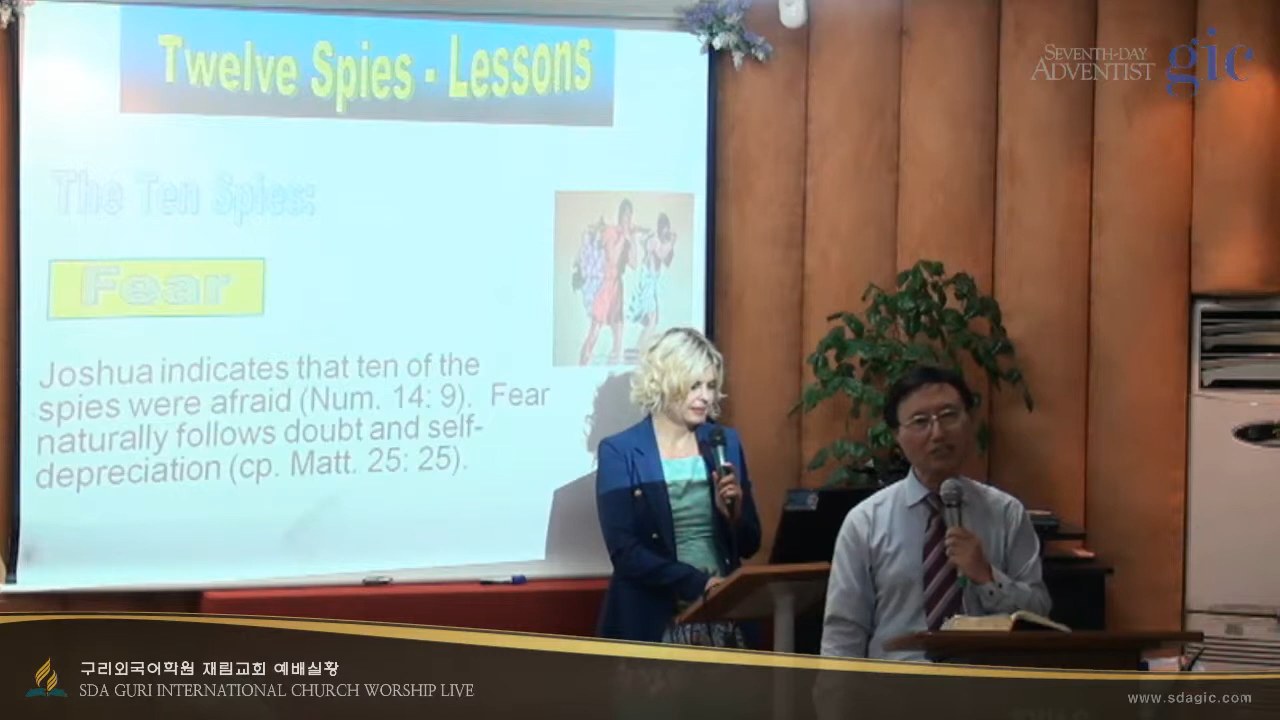 Twelve Spies - Lessons
SEVENTH-DAY
ADVENTIST gic
The Ten Spies:
Fear
Joshua indicates that ten of the
spies were afraid (Num. 14: 9). Fear
naturally follows doubt and self-
depreciation (cp. Matt. 25: 25).
구리외국어학원 재림교회 예배실황
SDA GURI INTERNATIONAL CHURCH WORSHIP LIVE
www.sdagic.com